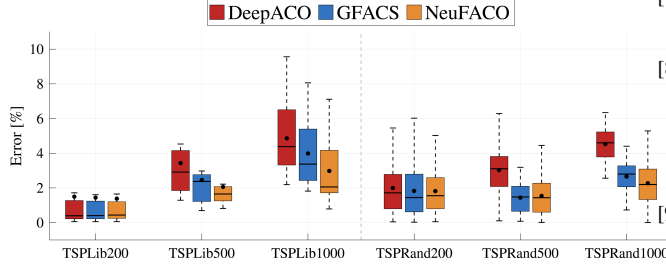 DeepACO GFACS NeuFACO
10
8
6
4
2
0
Error [%]
TSPLib200 TSPLib500 TSPLib1000 TSPRand200 TSPRand500 TSPRand1000